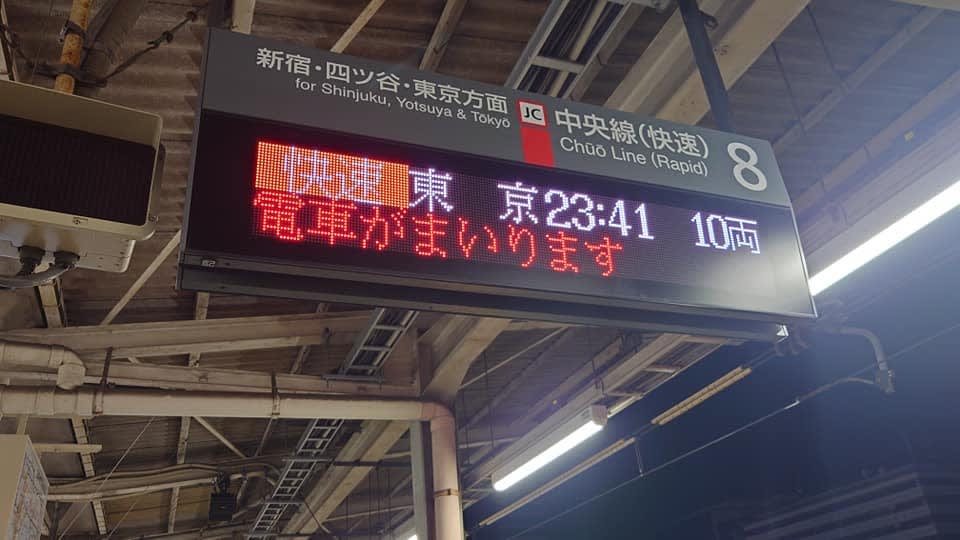 新宿・四ツ谷・東京方面
for Shinjuku, Yotsuya & Tōkyō
JC 中央線(快速) 8
Chūō Line (Rapid)
快速 東 京 23:41 10両
電車がまいります